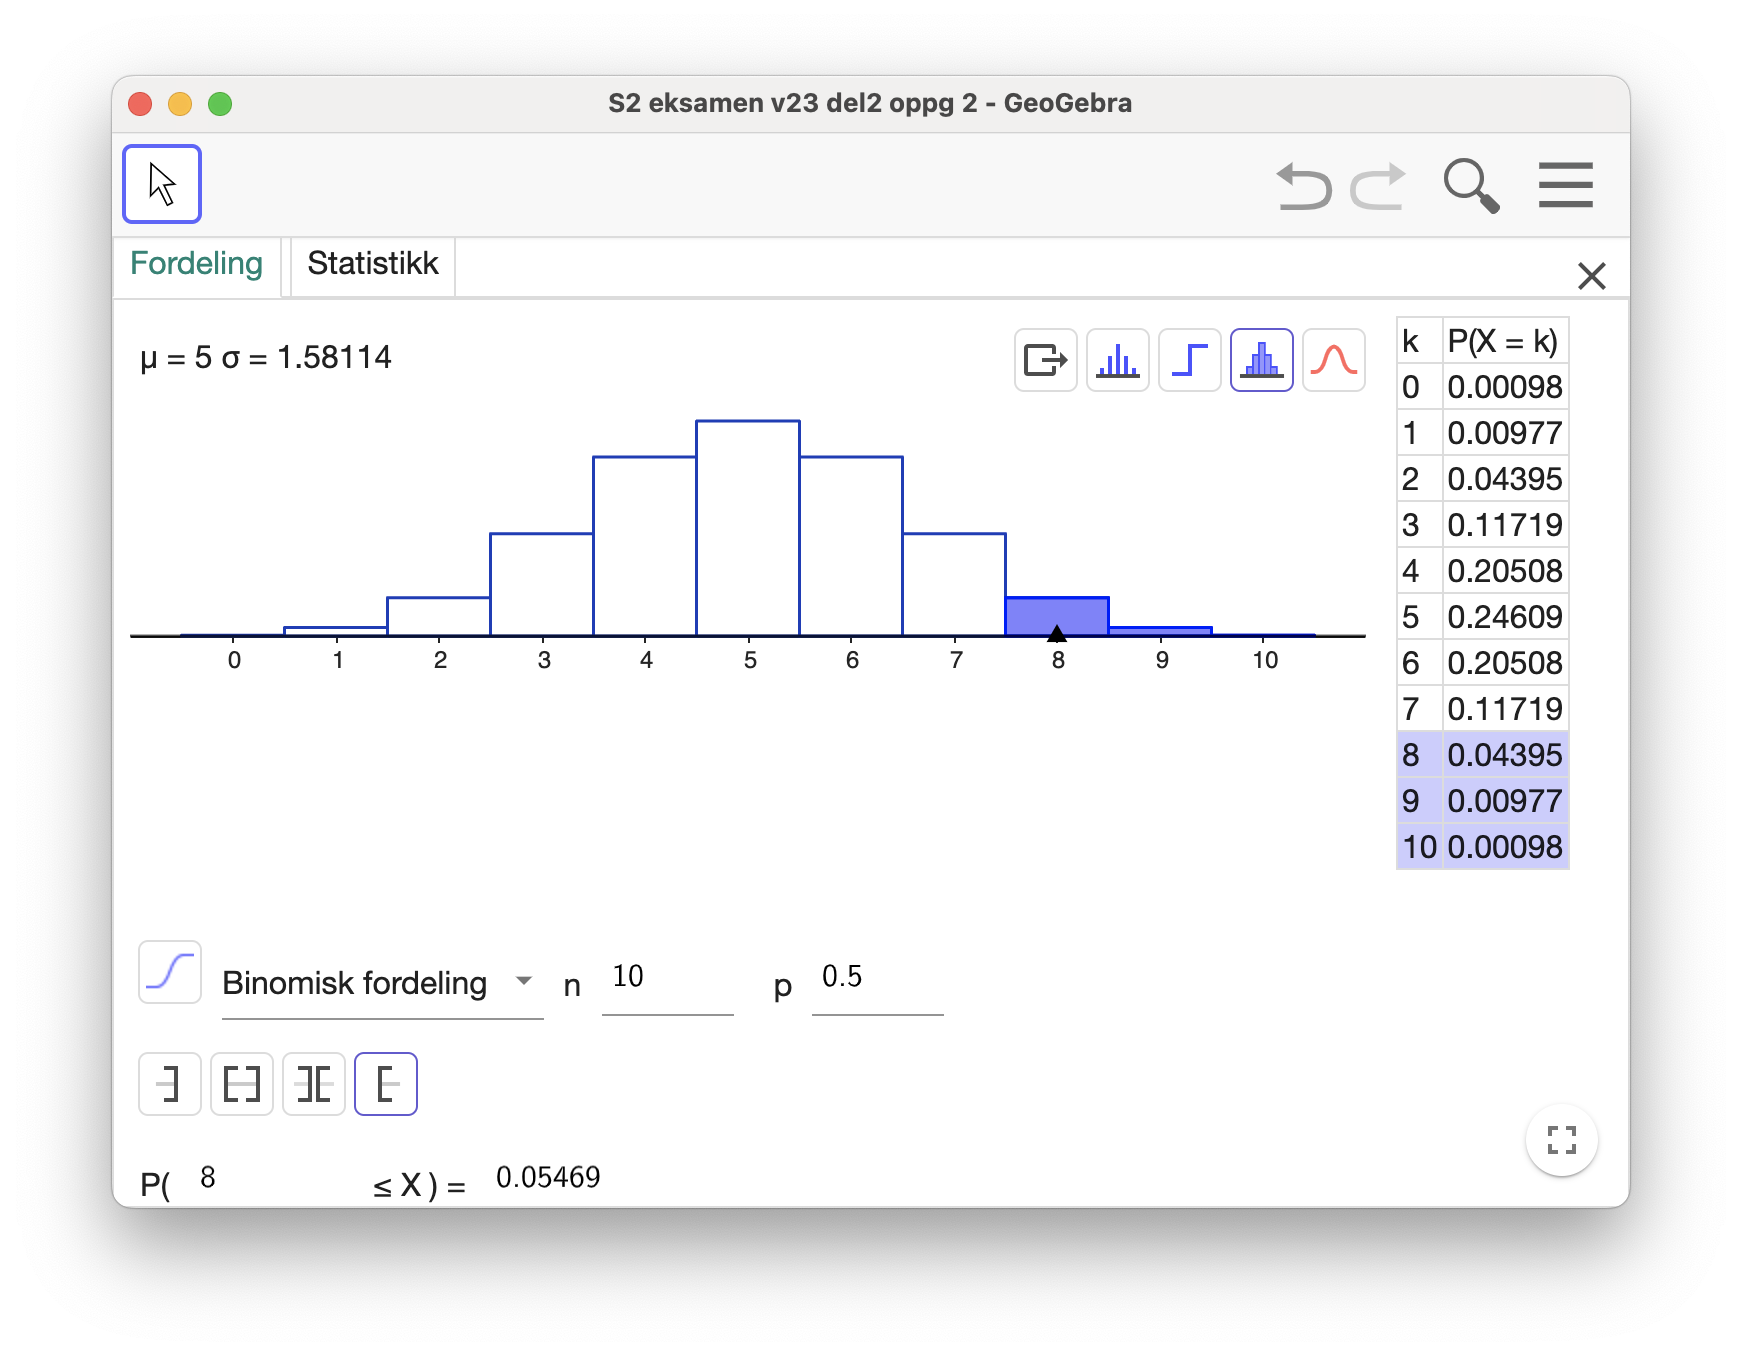 S2 eksamen v23 del2 oppg 2 - GeoGebra
Fordeling Statistikk
μ = 5 σ = 1.58114
0 1 2 3 4 5 6 7 8 9 10
k P(X = k)
0 0.00098
1 0.00977
2 0.04395
3 0.11719
4 0.20508
5 0.24609
6 0.20508
7 0.11719
8 0.04395
9 0.00977
10 0.00098
Binomisk fordeling n 10 p 0.5
P( 8 ≤ X ) = 0.05469